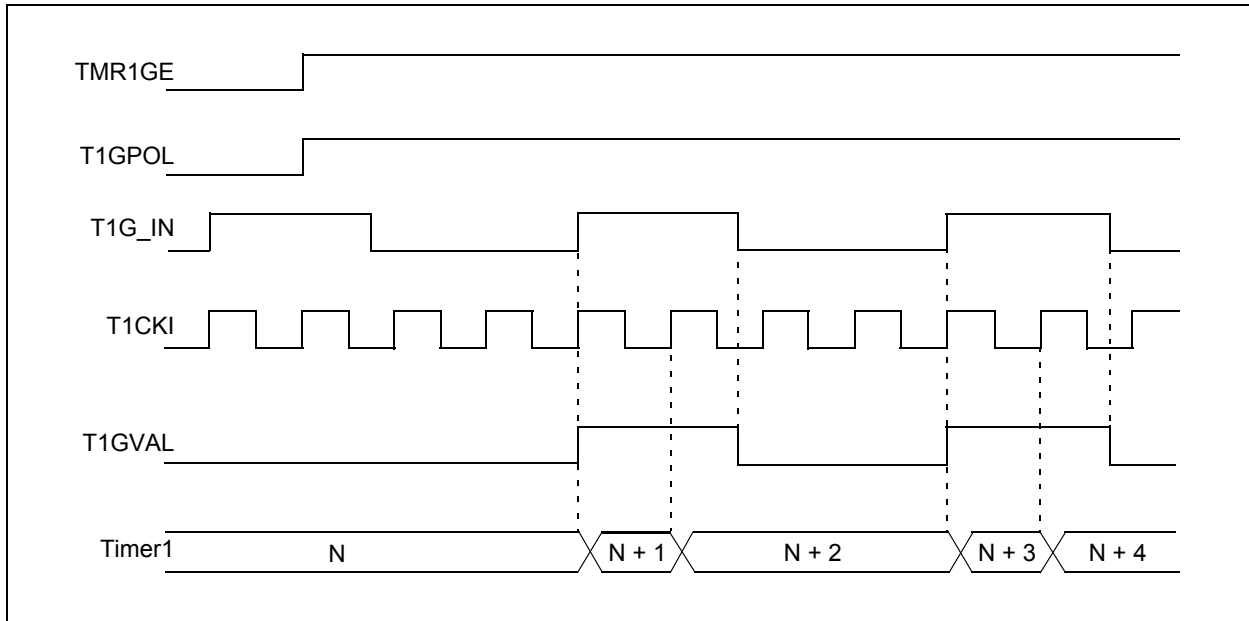 TMR1GE
T1GPOL
T1G_IN
T1CKI
T1GVAL
Timer1 N N + 1 N + 2 N + 3 N + 4